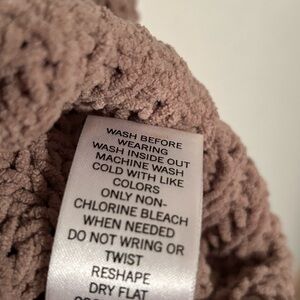 WASH BEFORE
WEARING
WASH INSIDE OUT
MACHINE WASH
COLD WITH LIKE
COLORS
ONLY NON-
CHLORINE BLEACH
WHEN NEEDED
DO NOT WRING OR
TWIST
RESHAPE
DRY FLAT